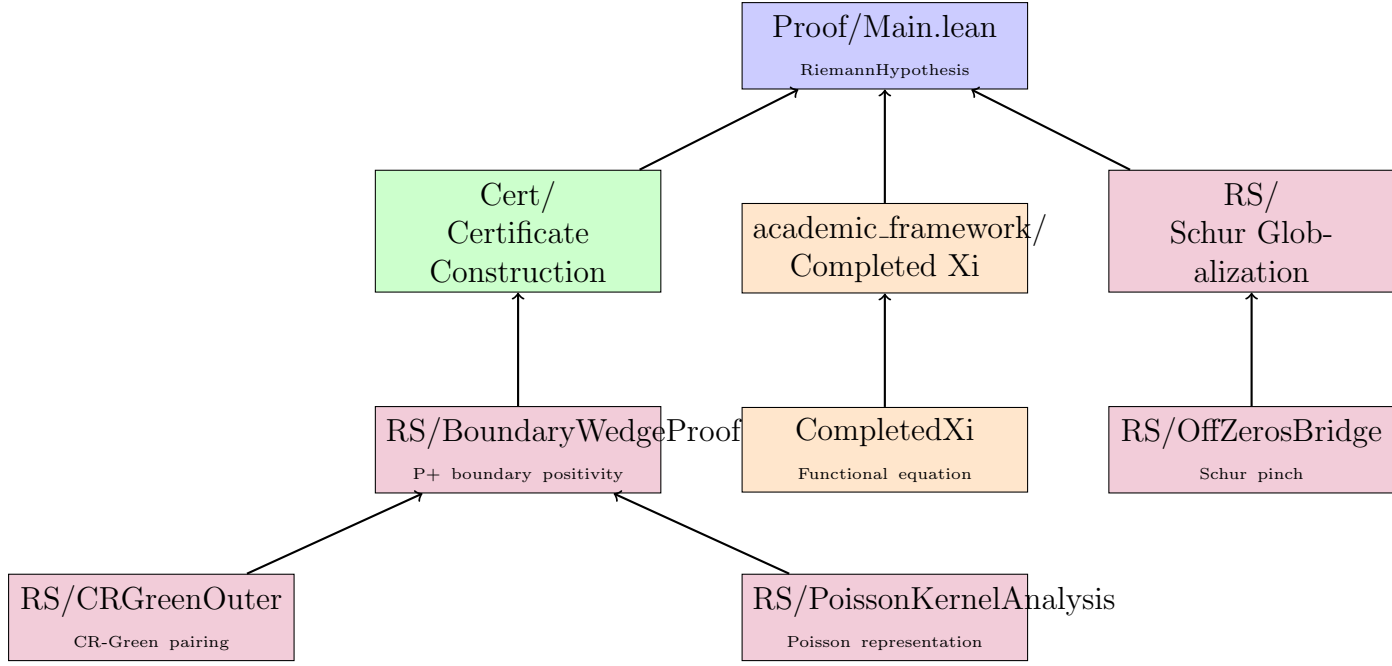 Proof/Main.lean
RiemannHypothesis
Cert/
Certificate
Construction
academic_framework/
Completed Xi
RS/
Schur Glob-
alization
RS/BoundaryWedgeProof
P+ boundary positivity
CompletedXi
Functional equation
RS/OffZerosBridge
Schur pinch
RS/CRGreenOuter
CR-Green pairing
RS/PoissonKernelAnalysis
Poisson representation